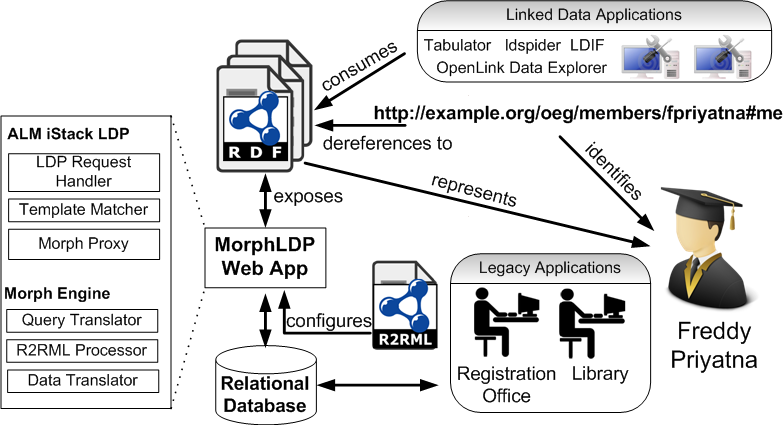 Linked Data Applications
Tabulator ldspider LDIF
OpenLink Data Explorer
consumes
http://example.org/oeg/members/fpriyatna#me
RDF
dereferences to
identifies
represents
exposes
ALM iStack LDP
LDP Request
Handler
Template Matcher
Morph Proxy
Morph Engine
Query Translator
R2RML Processor
Data Translator
MorphLDP
Web App
configures
R2RML
Relational
Database
Legacy Applications
Registration
Office
Library
Freddy
Priyatna